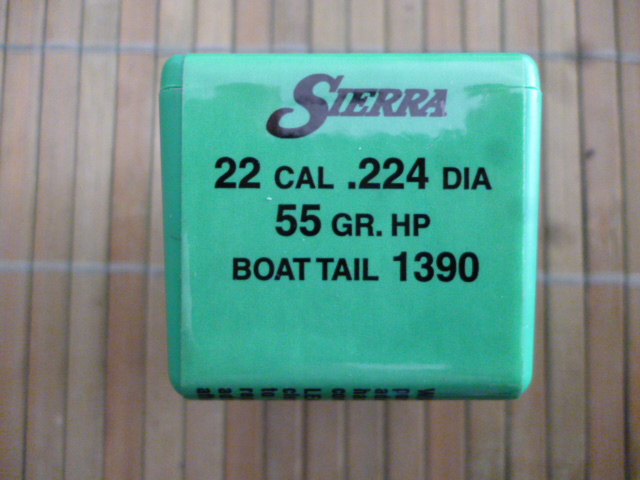 SIERRA
22 CAL .224 DIA
55 GR. HP
BOAT TAIL 1390